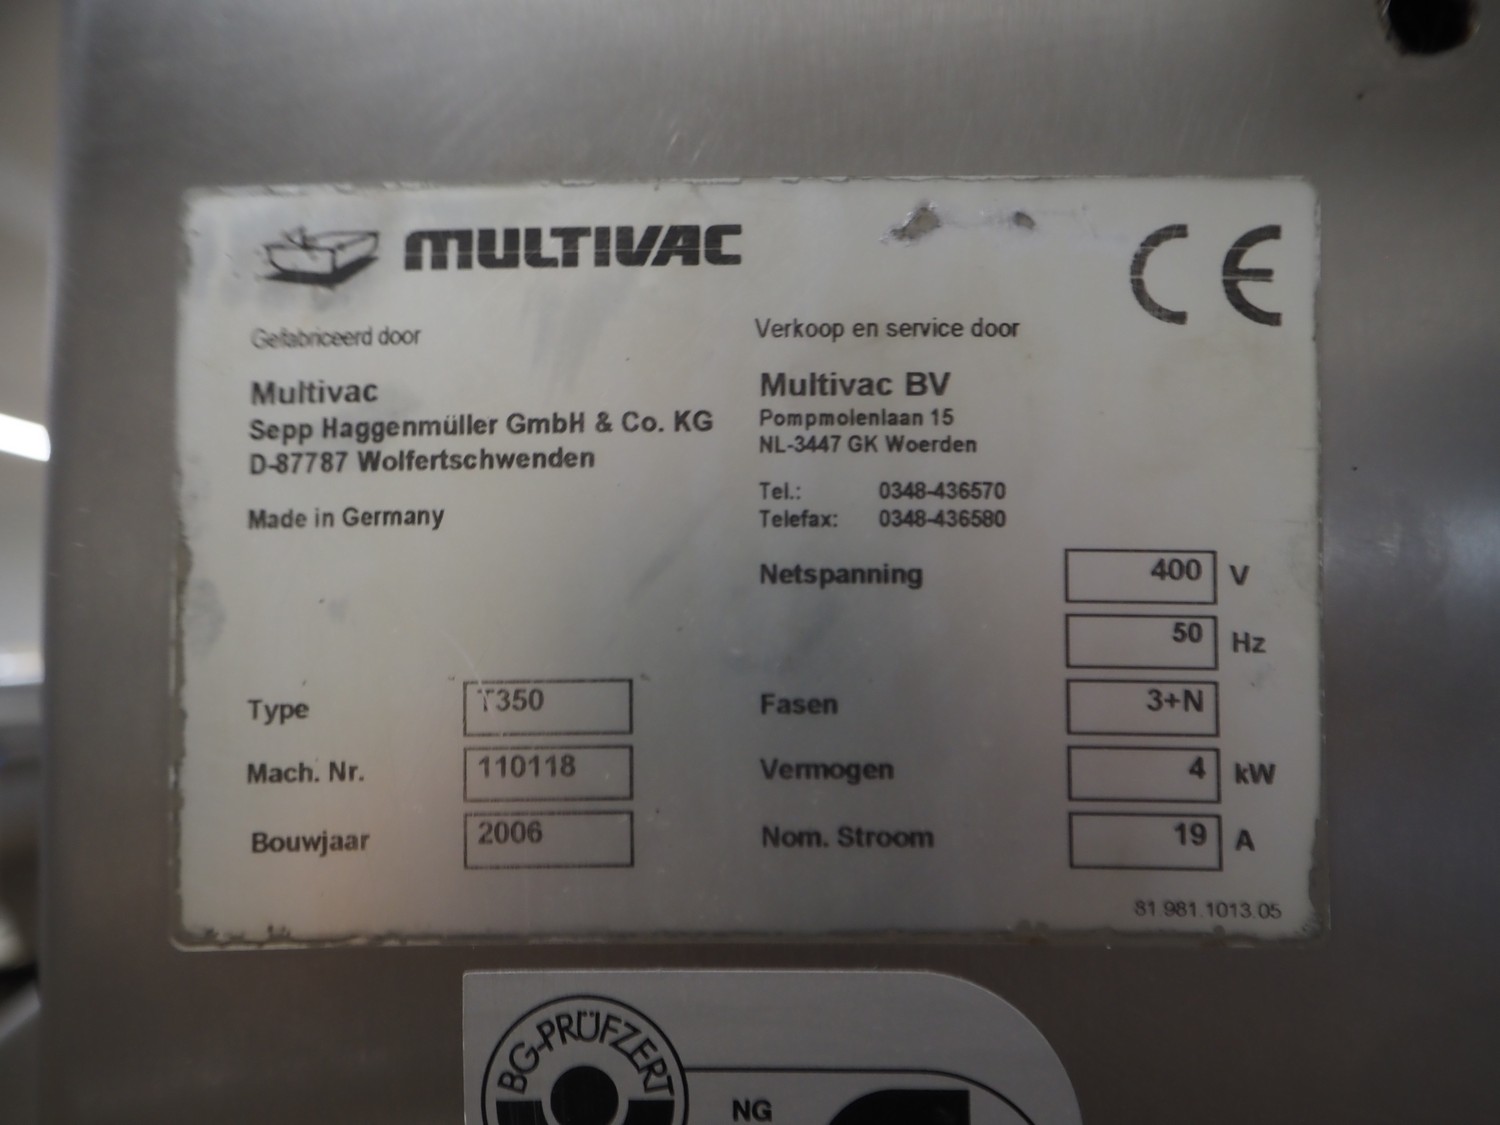 MULTIVAC
CE
Gefabriceerd door
Multivac
Sepp Haggenmüller GmbH & Co. KG
D-87787 Wolfertschwenden
Made in Germany
Verkoop en service door
Multivac BV
Pompmolenlaan 15
NL-3447 GK Woerden
Tel.: 0348-436570
Telefax: 0348-436580
Netspanning 400 V
50 Hz
Type T350
Fasen 3+N
Mach. Nr. 110118
Vermogen 4 kW
Bouwjaar 2006
Nom. Stroom 19 A
81.981.1013.05
BG-PRÜFZERT
NG